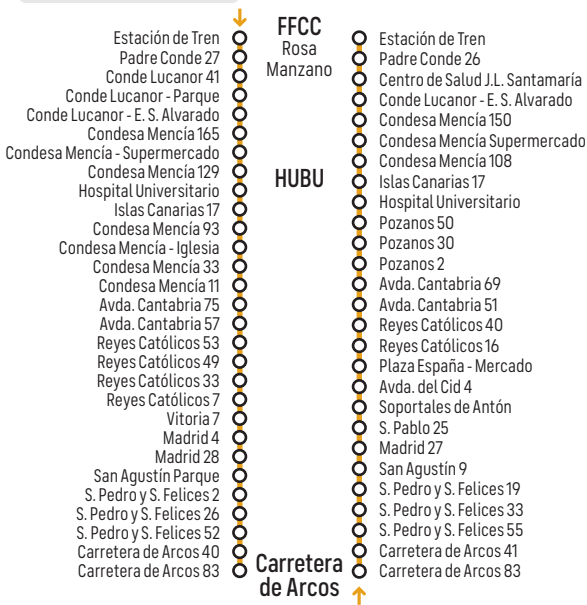 FFCC
Rosa
Manzano
HUBU
Carretera
de Arcos
Estación de Tren
Padre Conde 27
Conde Lucanor 41
Conde Lucanor - Parque
Conde Lucanor - E. S. Alvarado
Condesa Mencía 165
Condesa Mencía - Supermercado
Condesa Mencía 129
Hospital Universitario
Islas Canarias 17
Condesa Mencía 93
Condesa Mencía - Iglesia
Condesa Mencía 33
Condesa Mencía 11
Avda. Cantabria 75
Avda. Cantabria 57
Reyes Católicos 53
Reyes Católicos 49
Reyes Católicos 33
Reyes Católicos 7
Vitoria 7
Madrid 4
Madrid 28
San Agustín Parque
S. Pedro y S. Felices 2
S. Pedro y S. Felices 26
S. Pedro y S. Felices 52
Carretera de Arcos 40
Carretera de Arcos 83
Estación de Tren
Padre Conde 26
Centro de Salud J.L. Santamaría
Conde Lucanor - E. S. Alvarado
Condesa Mencía 150
Condesa Mencía Supermercado
Condesa Mencía 108
Islas Canarias 17
Hospital Universitario
Pozanos 50
Pozanos 30
Pozanos 2
Avda. Cantabria 69
Avda. Cantabria 51
Reyes Católicos 40
Reyes Católicos 16
Plaza España - Mercado
Avda. del Cid 4
Soportales de Antón
S. Pablo 25
Madrid 27
San Agustín 9
S. Pedro y S. Felices 19
S. Pedro y S. Felices 33
S. Pedro y S. Felices 55
Carretera de Arcos 41
Carretera de Arcos 83